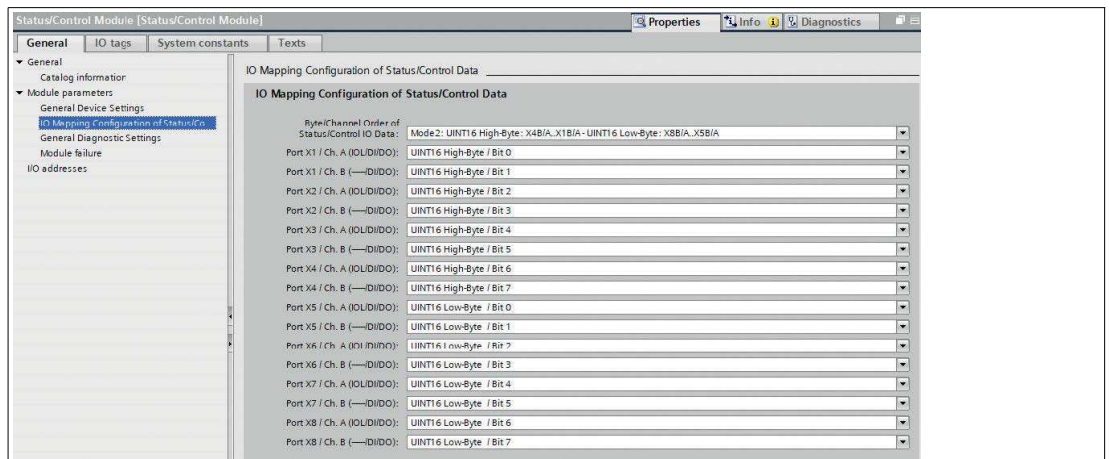 Status/Control Module [Status/Control Module]
Properties
Info
Diagnostics
General
IO tags
System constants
Texts
General
Catalog information
Module parameters
General Device Settings
IO Mapping Configuration of Status/Co...
General Diagnostic Settings
Module failure
I/O addresses
IO Mapping Configuration of Status/Control Data
IO Mapping Configuration of Status/Control Data
Byte/Channel Order of
Status/Control IO Data: Mode2: UINT16 High-Byte: X4B/A..X1B/A - UINT16 Low-Byte: X8B/A..X5B/A
Port X1 / Ch. A (IOL/DI/DO): UINT16 High-Byte / Bit 0
Port X1 / Ch. B (----/DI/DO): UINT16 High-Byte / Bit 1
Port X2 / Ch. A (IOL/DI/DO): UINT16 High-Byte / Bit 2
Port X2 / Ch. B (----/DI/DO): UINT16 High-Byte / Bit 3
Port X3 / Ch. A (IOL/DI/DO): UINT16 High-Byte / Bit 4
Port X3 / Ch. B (----/DI/DO): UINT16 High-Byte / Bit 5
Port X4 / Ch. A (IOL/DI/DO): UINT16 High-Byte / Bit 6
Port X4 / Ch. B (----/DI/DO): UINT16 High-Byte / Bit 7
Port X5 / Ch. A (IOL/DI/DO): UINT16 Low-Byte / Bit 0
Port X5 / Ch. B (----/DI/DO): UINT16 Low-Byte / Bit 1
Port X6 / Ch. A (IOL/DI/DO): UINT16 Low-Byte / Bit 2
Port X6 / Ch. B (----/DI/DO): UINT16 Low-Byte / Bit 3
Port X7 / Ch. A (IOL/DI/DO): UINT16 Low-Byte / Bit 4
Port X7 / Ch. B (----/DI/DO): UINT16 Low-Byte / Bit 5
Port X8 / Ch. A (IOL/DI/DO): UINT16 Low-Byte / Bit 6
Port X8 / Ch. B (----/DI/DO): UINT16 Low-Byte / Bit 7